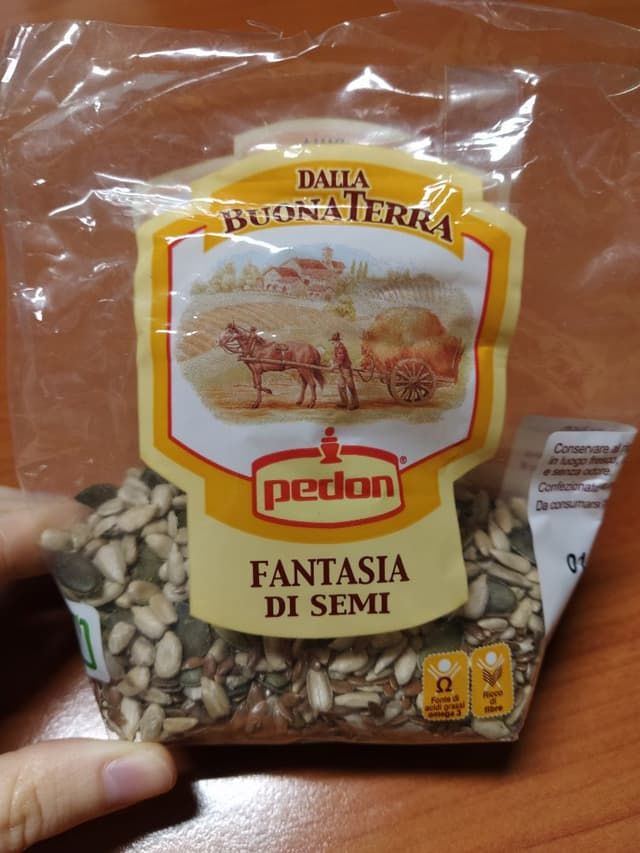 DALLA
BUONATERRA
pedon®
FANTASIA
DI SEMI
Conservare
in luogo fresco
e senza odore
Confezionato
Da consumarsi
Ω
Fonte di
acidi grassi
omega 3
Ricco
di
fibre